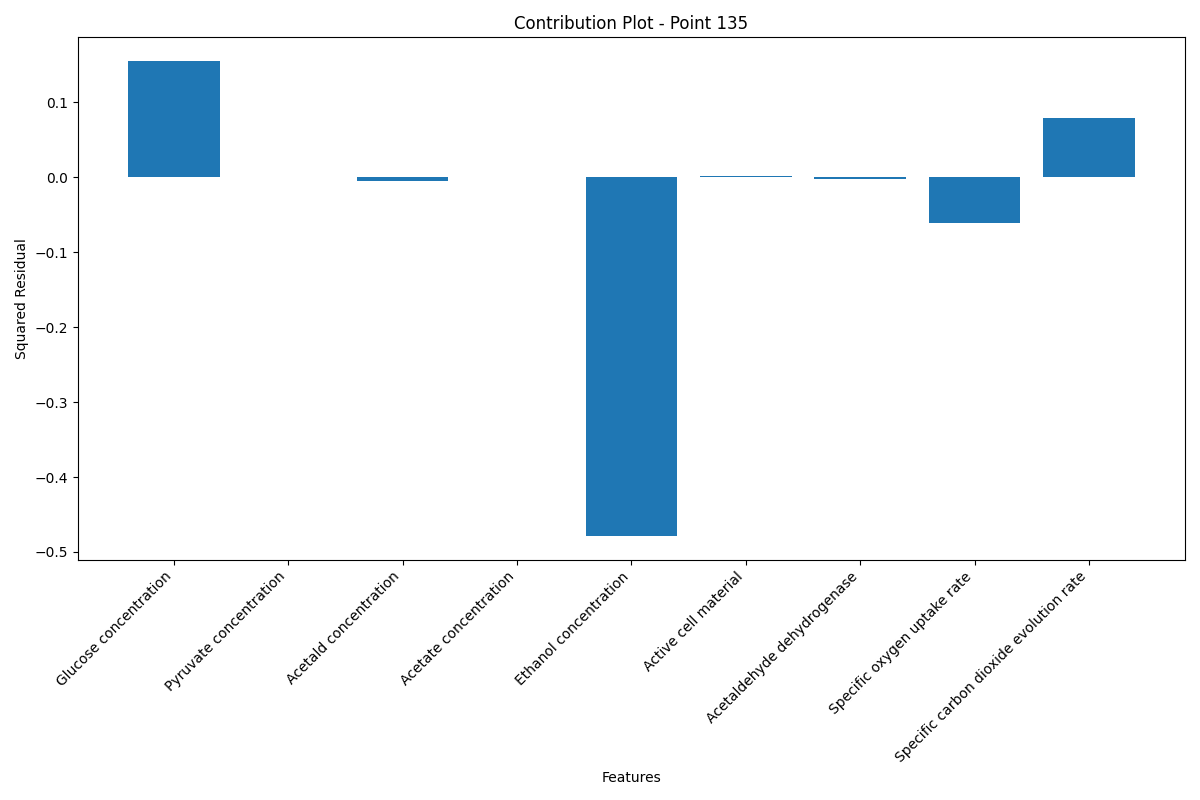 Contribution Plot - Point 135
0.1
0.0
−0.1
−0.2
−0.3
−0.4
−0.5
Squared Residual
Glucose concentration
Pyruvate concentration
Acetald concentration
Acetate concentration
Ethanol concentration
Active cell material
Acetaldehyde dehydrogenase
Specific oxygen uptake rate
Specific carbon dioxide evolution rate
Features